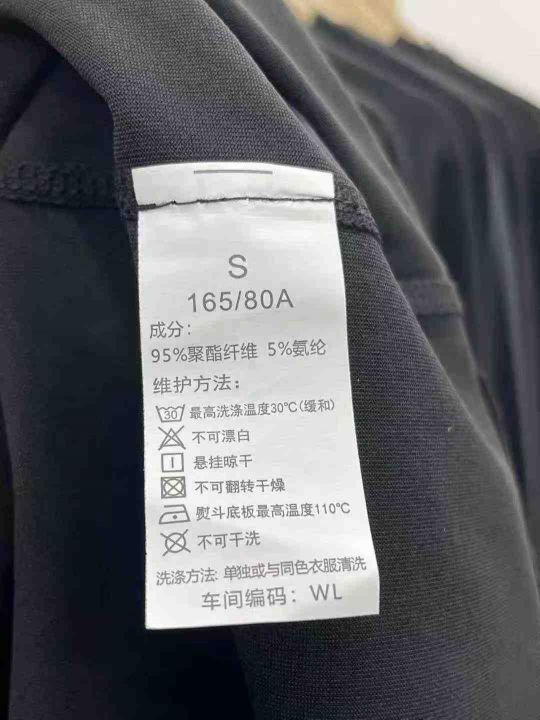 S
165/80A
成分:
95%聚酯纤维 5%氨纶
维护方法:
30 最高洗涤温度30℃(缓和)
不可漂白
悬挂晾干
不可翻转干燥
熨斗底板最高温度110℃
不可干洗
洗涤方法: 单独或与同色衣服清洗
车间编码: WL